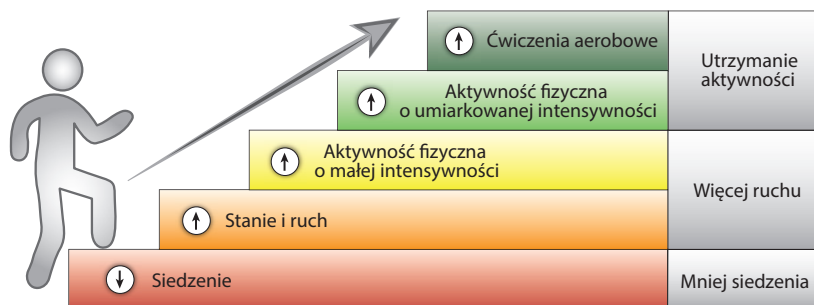 Ćwiczenia aerobowe
Aktywność fizyczna
o umiarkowanej intensywności
Utrzymanie
aktywności
Aktywność fizyczna
o małej intensywności
Stanie i ruch
Więcej ruchu
Siedzenie
Mniej siedzenia